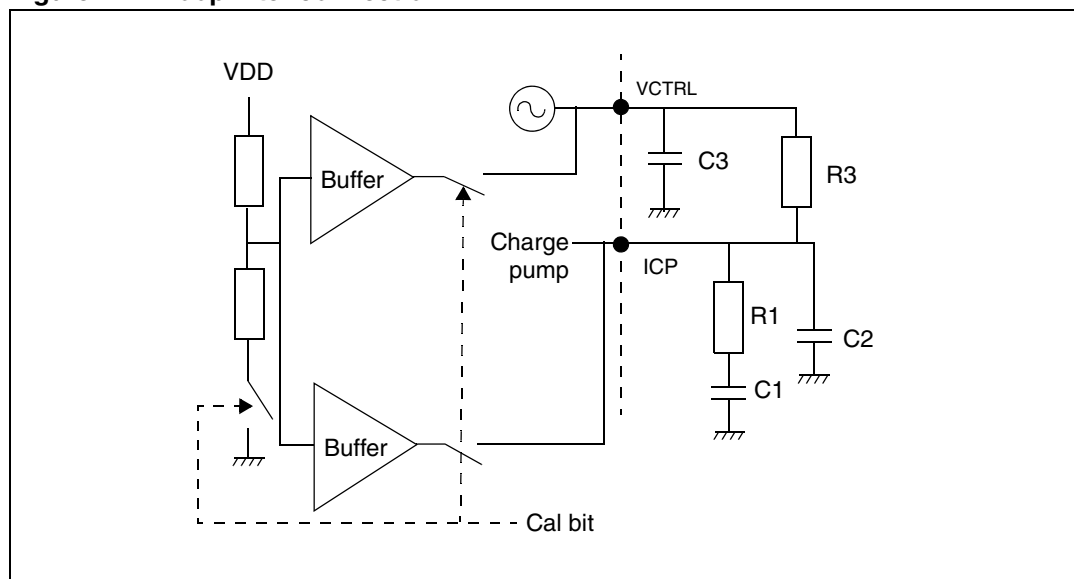 VDD
Buffer
VCTRL
C3
R3
Charge
pump
ICP
R1
C2
C1
Buffer
Cal bit